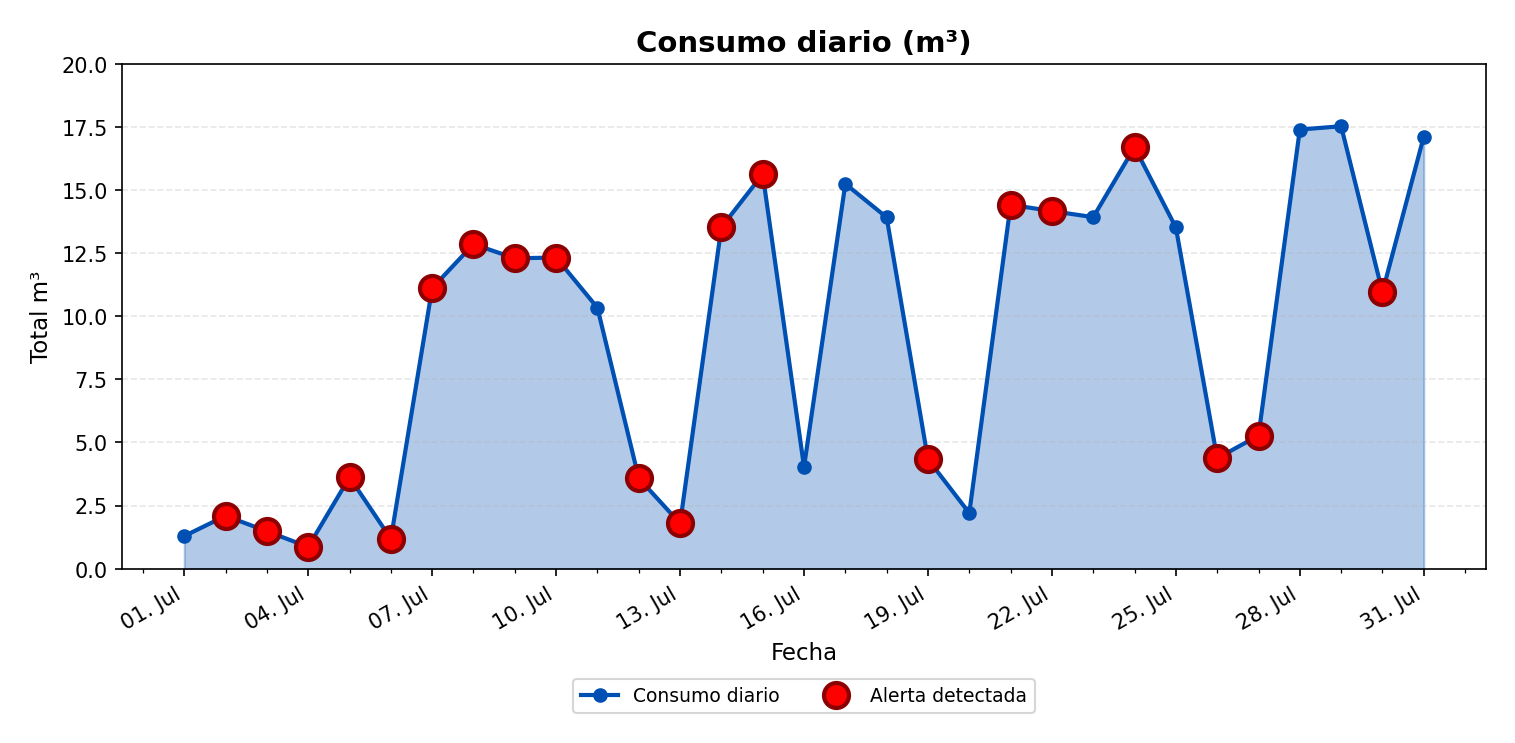 Consumo diario (m³)
20.0
17.5
15.0
12.5
10.0
7.5
5.0
2.5
0.0
Total m³
01. Jul
04. Jul
07. Jul
10. Jul
13. Jul
16. Jul
19. Jul
22. Jul
25. Jul
28. Jul
31. Jul
Fecha
Consumo diario
Alerta detectada